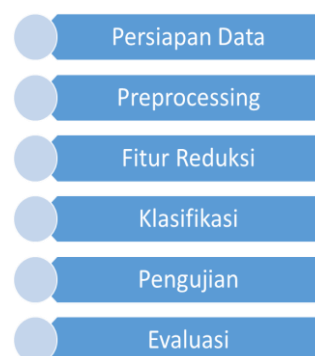 Persiapan Data
Preprocessing
Fitur Reduksi
Klasifikasi
Pengujian
Evaluasi